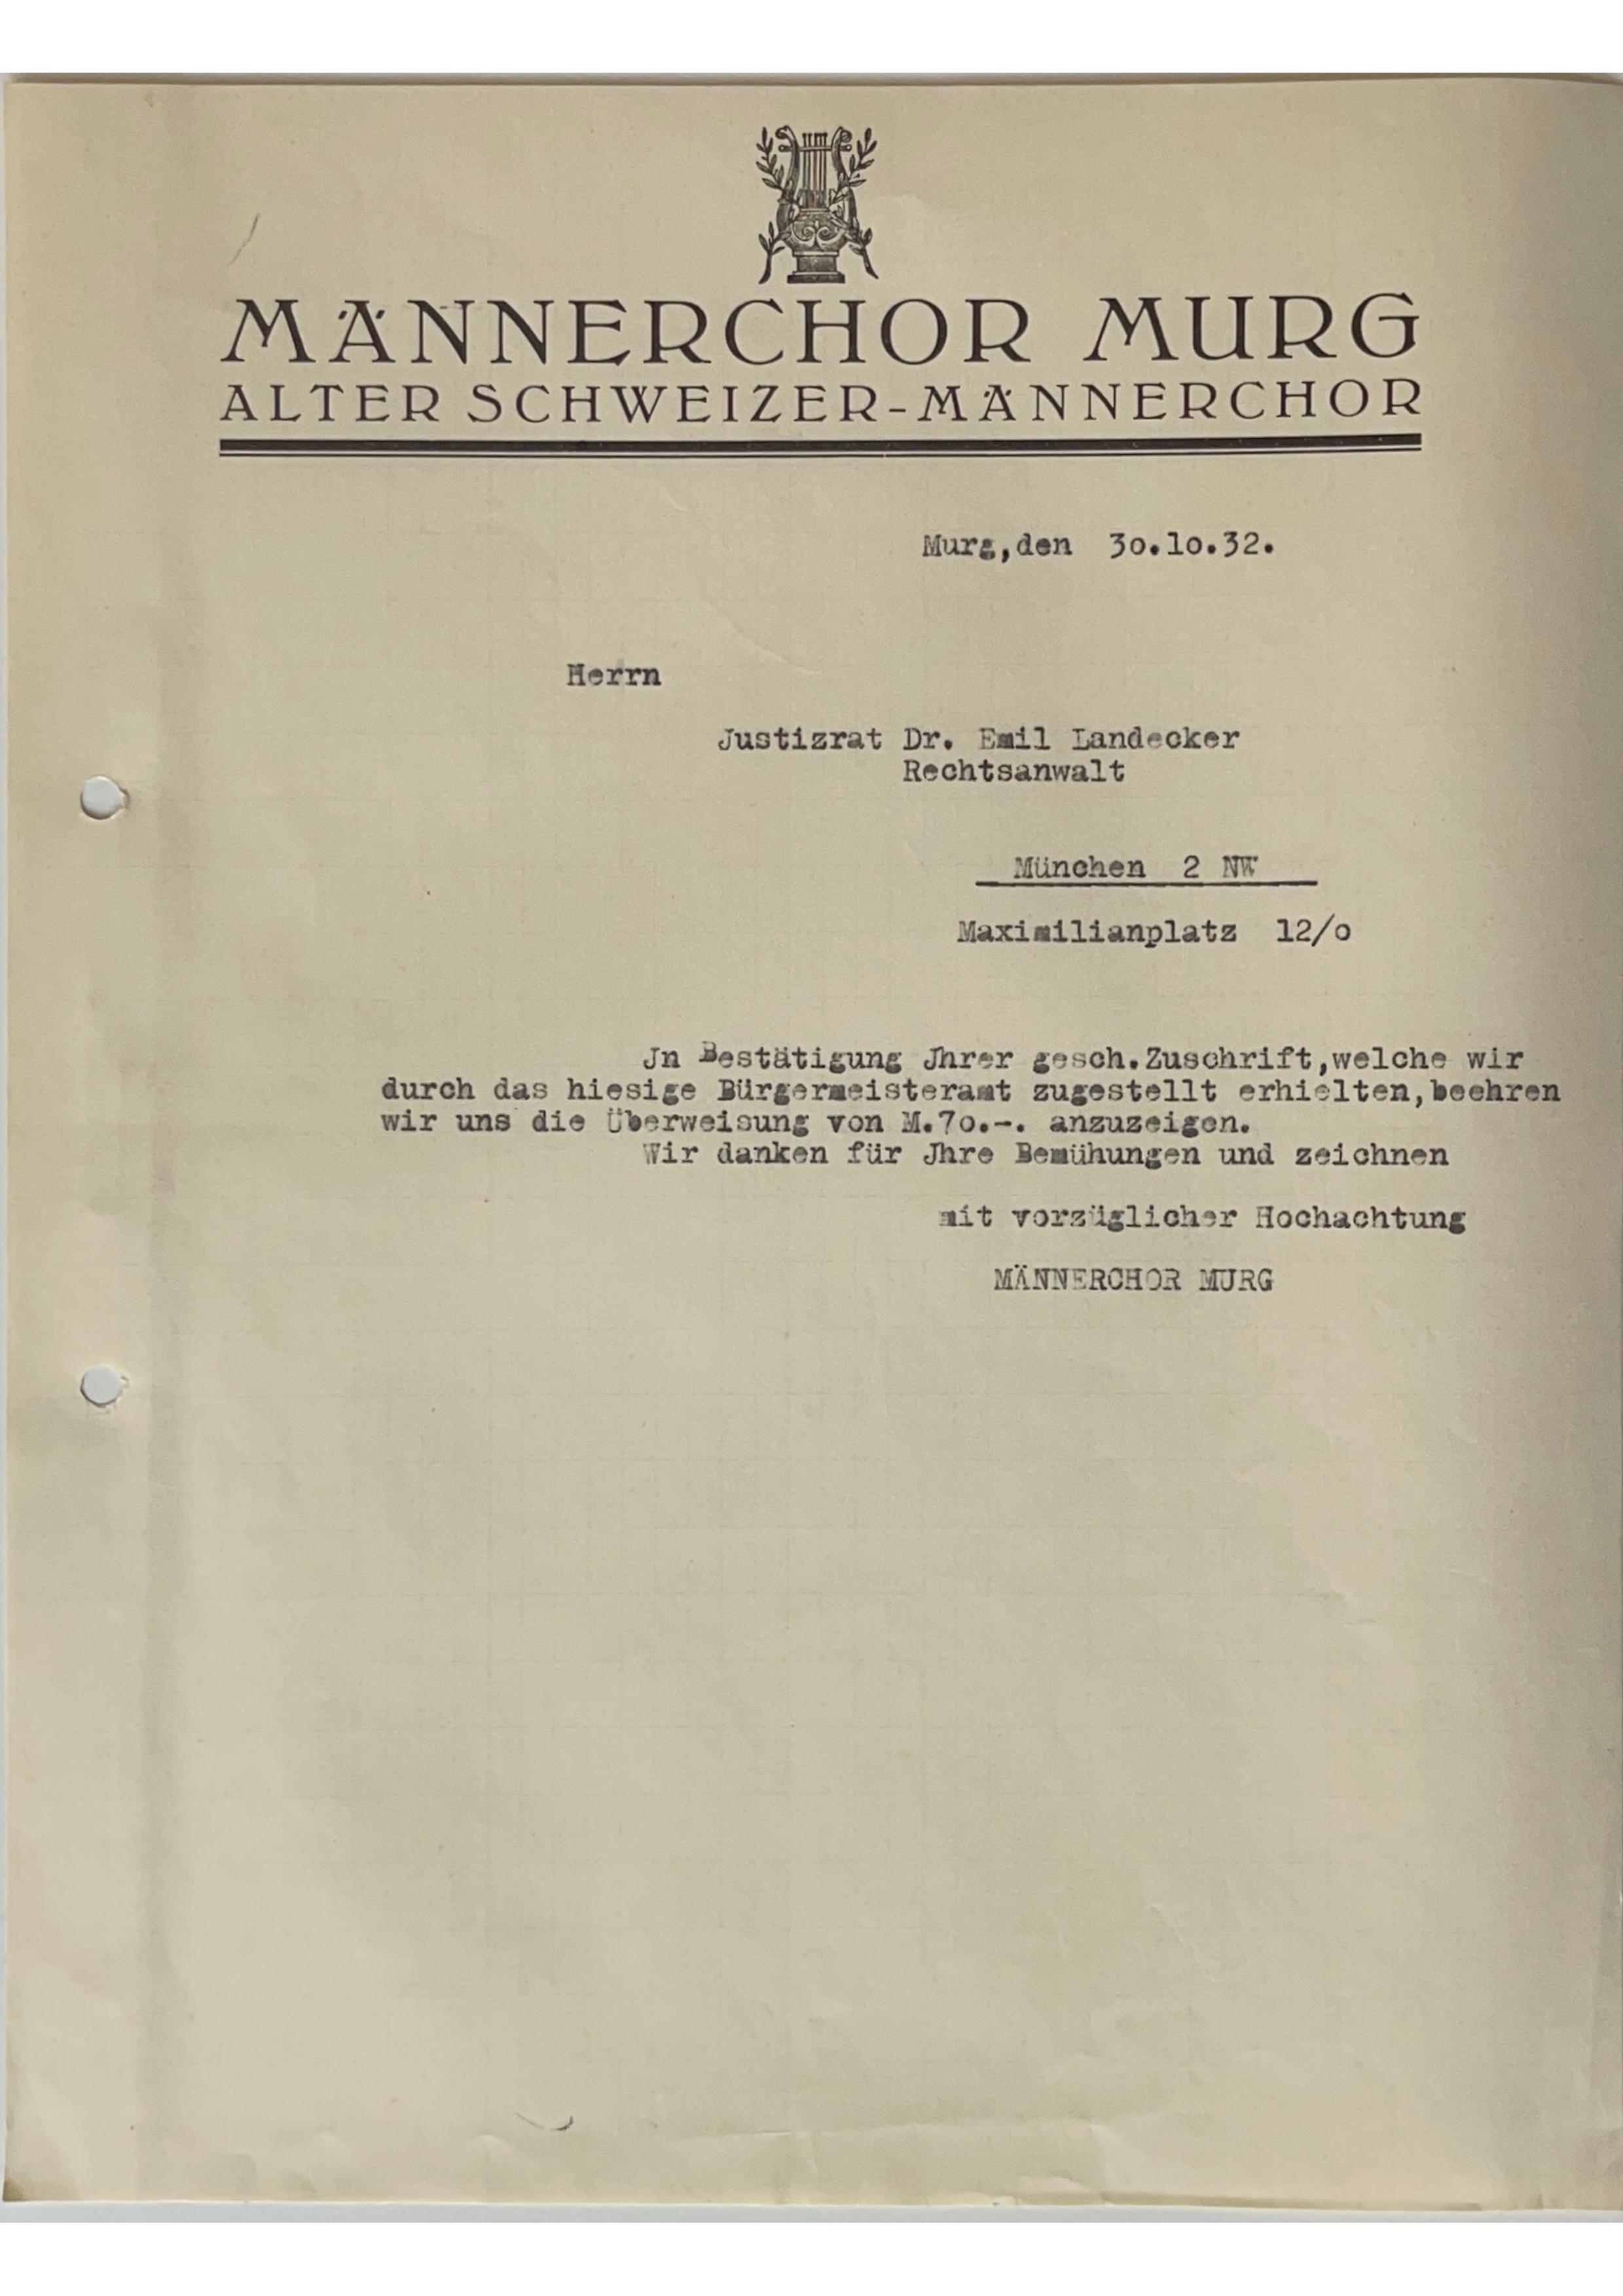 MÄNNERCHOR MURG
ALTER SCHWEIZER-MÄNNERCHOR
Murg,den 3o.lo.32.
Herrn
Justizrat Dr. Emil Landecker
Rechtsanwalt
München 2 NW
Maximilianplatz 12/o
Jn Bestätigung Jhrer gesch.Zuschrift,welche wir
durch das hiesige Bürgermeisteramt zugestellt erhielten,beehren
wir uns die Überweisung von M.7o.-. anzuzeigen.
Wir danken für Jhre Bemühungen und zeichnen
mit vorzüglicher Hochachtung
MÄNNERCHOR MURG